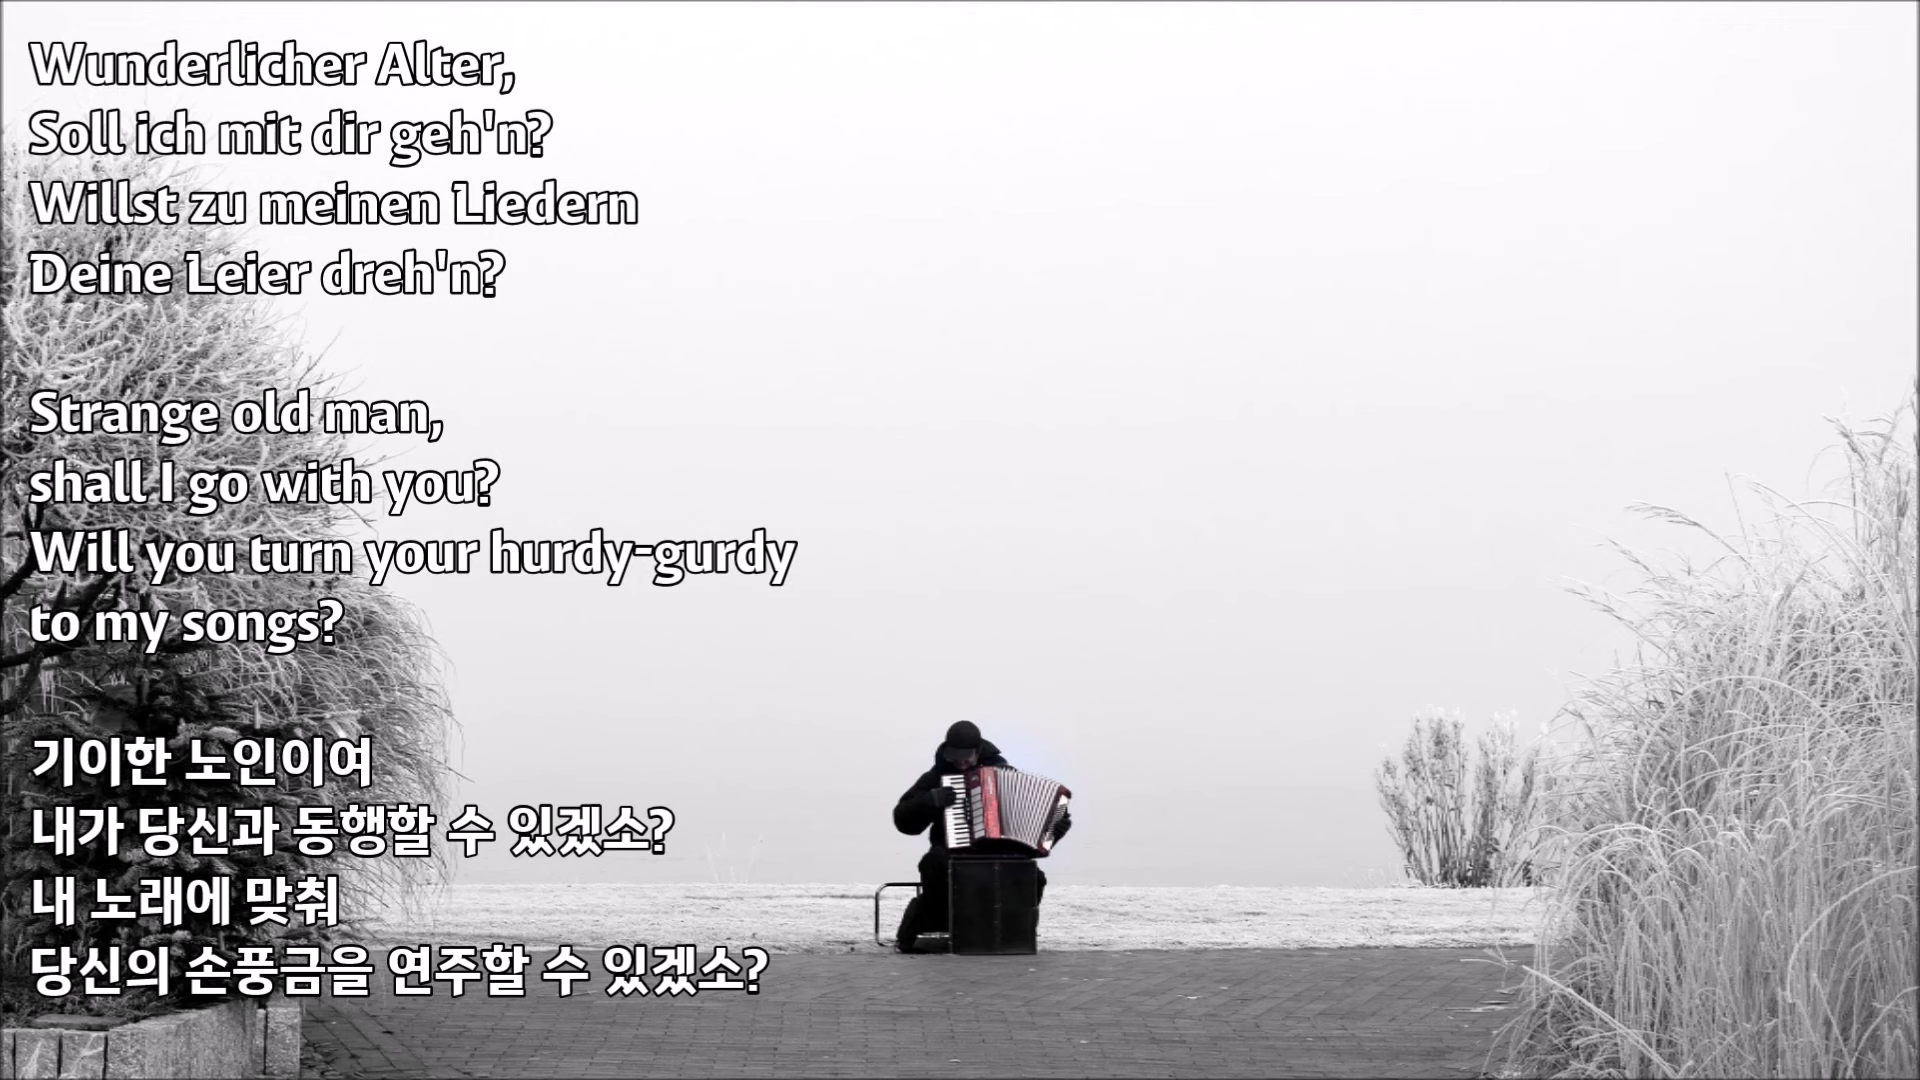 Wunderlicher Alter,
Soll ich mit dir geh'n?
Willst zu meinen Liedern
Deine Leier dreh'n?
Strange old man,
shall I go with you?
Will you turn your hurdy-gurdy
to my songs?
기이한 노인이여
내가 당신과 동행할 수 있겠소?
내 노래에 맞춰
당신의 손풍금을 연주할 수 있겠소?